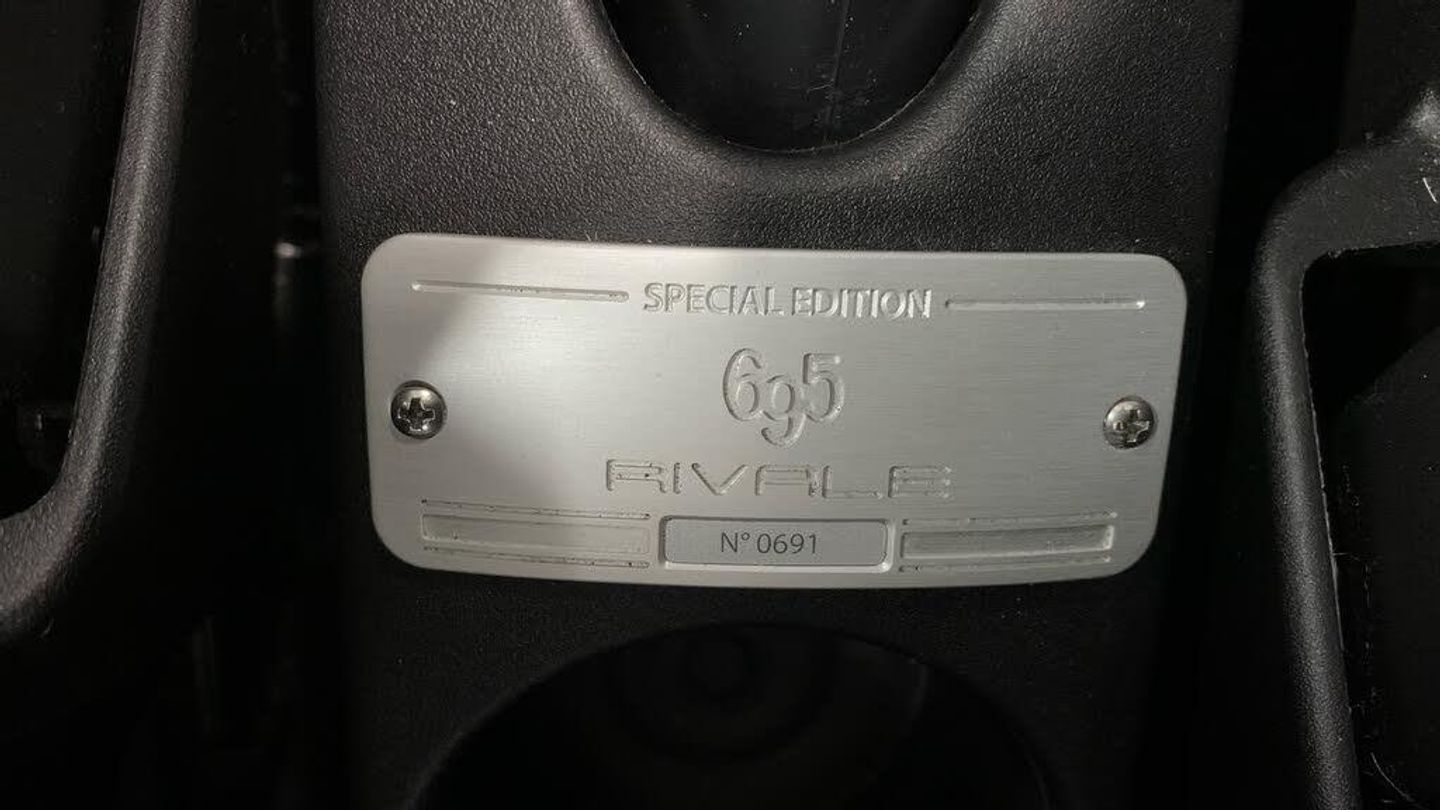 SPECIAL EDITION
695
RIVALE
N° 0691